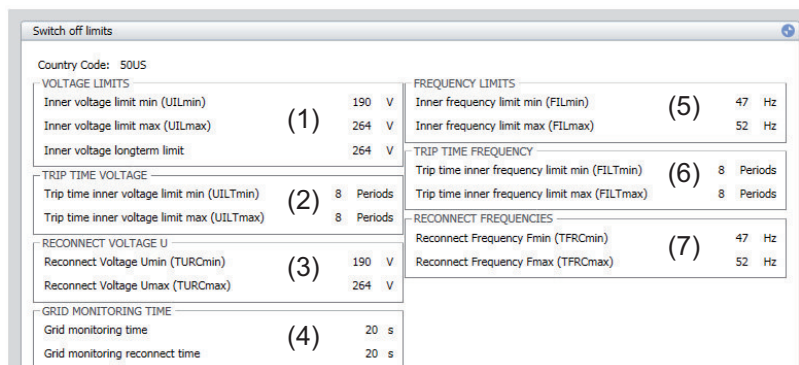 Switch off limits
Country Code: 50US
VOLTAGE LIMITS
Inner voltage limit min (UILmin) (1) 190 V
Inner voltage limit max (UILmax) 264 V
Inner voltage longterm limit 264 V
TRIP TIME VOLTAGE
Trip time inner voltage limit min (UILTmin) (2) 8 Periods
Trip time inner voltage limit max (UILTmax) 8 Periods
RECONNECT VOLTAGE U
Reconnect Voltage Umin (TURCmin) (3) 190 V
Reconnect Voltage Umax (TURCmax) 264 V
GRID MONITORING TIME
Grid monitoring time (4) 20 s
Grid monitoring reconnect time 20 s
FREQUENCY LIMITS
Inner frequency limit min (FILmin) (5) 47 Hz
Inner frequency limit max (FILmax) 52 Hz
TRIP TIME FREQUENCY
Trip time inner frequency limit min (FILTmin) (6) 8 Periods
Trip time inner frequency limit max (FILTmax) 8 Periods
RECONNECT FREQUENCIES
Reconnect Frequency Fmin (TFRCmin) (7) 47 Hz
Reconnect Frequency Fmax (TFRCmax) 52 Hz